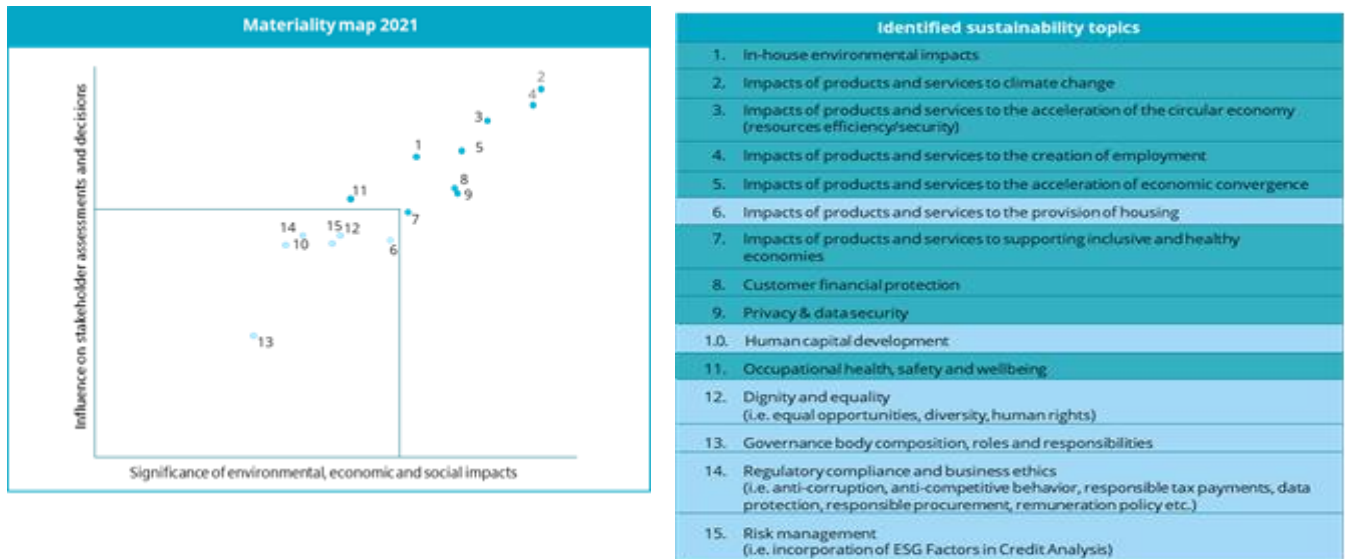 Materiality map 2021
Influence on stakeholder assessments and decisions
2
4
3
1
5
8
9
11
7
14
15 12
10
6
13
Significance of environmental, economic and social impacts
Identified sustainability topics
1. In-house environmental impacts
2. Impacts of products and services to climate change
3. Impacts of products and services to the acceleration of the circular economy
(resources efficiency/security)
4. Impacts of products and services to the creation of employment
5. Impacts of products and services to the acceleration of economic convergence
6. Impacts of products and services to the provision of housing
7. Impacts of products and services to supporting inclusive and healthy
economies
8. Customer financial protection
9. Privacy & data security
1.0. Human capital development
11. Occupational health, safety and wellbeing
12. Dignity and equality
(i.e. equal opportunities, diversity, human rights)
13. Governance body composition, roles and responsibilities
14. Regulatory compliance and business ethics
(i.e. anti-corruption, anti-competitive behavior, responsible tax payments, data
protection, responsible procurement, remuneration policy etc.)
15. Risk management
(i.e. incorporation of ESG Factors in Credit Analysis)